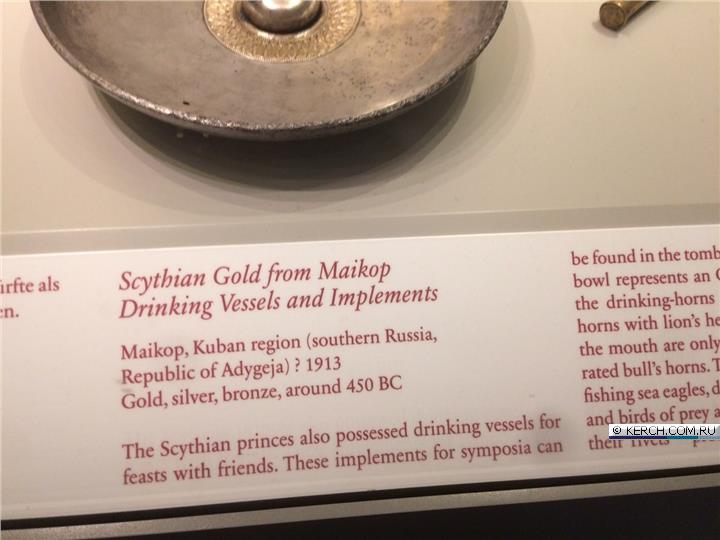 ürfte als
en.
Scythian Gold from Maikop
Drinking Vessels and Implements
Maikop, Kuban region (southern Russia,
Republic of Adygeja) ? 1913
Gold, silver, bronze, around 450 BC
The Scythian princes also possessed drinking vessels for
feasts with friends. These implements for symposia can
be found in the tomb
bowl represents an
the drinking-horns
horns with lion's he
the mouth are only
rated bull's horns. T
fishing sea eagles, d
and birds of prey a
their rivets
© KERCH.COM.RU